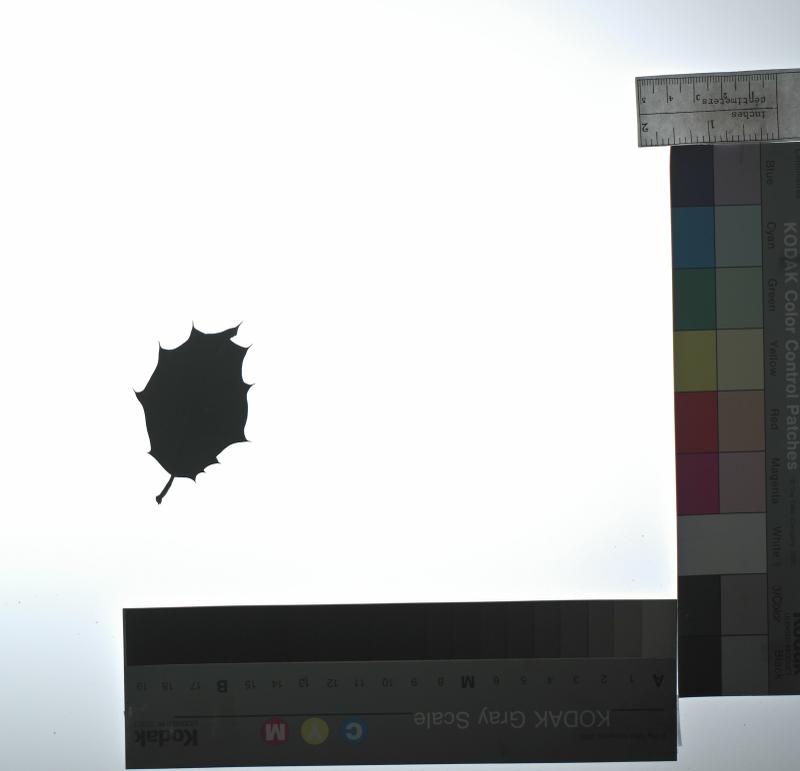 5 4 3 2 1
centimeters
inches
2 1
Blue
Cyan
Green
Yellow
Red
Magenta
White
3/Color
Black
KODAK Color Control Patches
Kodak
A 1 2 3 4 5 6 M 8 9 10 11 12 13 14 15 B 17 18 19
KODAK Gray Scale
C Y M
Kodak